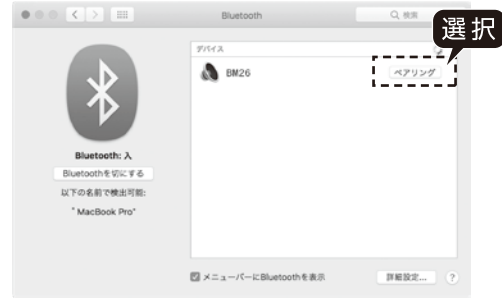 Bluetooth
検索
選択
デバイス
BM26
ペアリング
Bluetooth: 入
Bluetoothを切にする
以下の名前で検出可能:
"MacBook Pro"
メニューバーにBluetoothを表示
詳細設定...
?